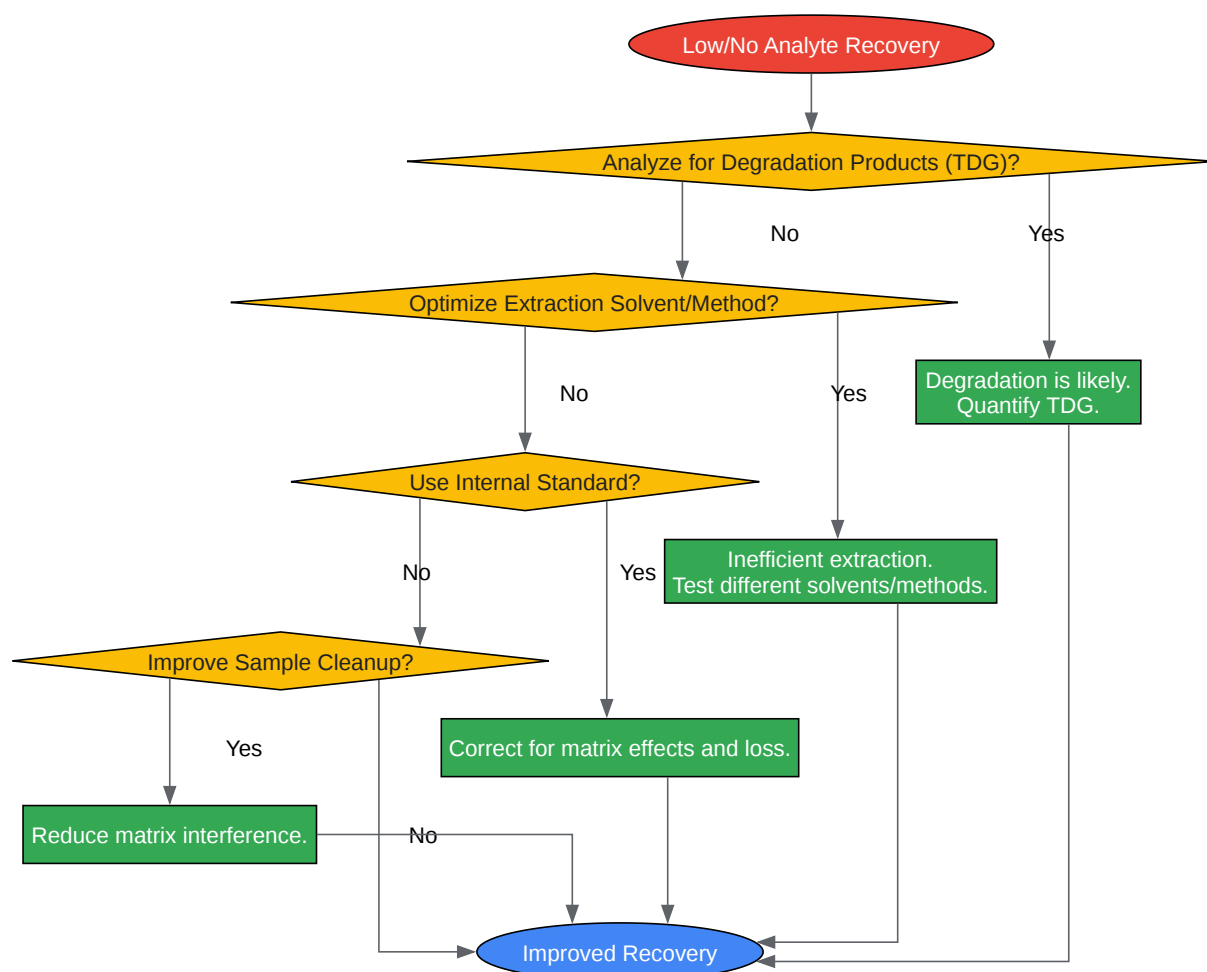 Low/No Analyte Recovery
Analyze for Degradation Products (TDG)?
No
Yes
Optimize Extraction Solvent/Method?
Degradation is likely.
Quantify TDG.
No
Yes
Use Internal Standard?
Inefficient extraction.
Test different solvents/methods.
No
Yes
Improve Sample Cleanup?
Correct for matrix effects and loss.
Yes
Reduce matrix interference.
No
Improved Recovery